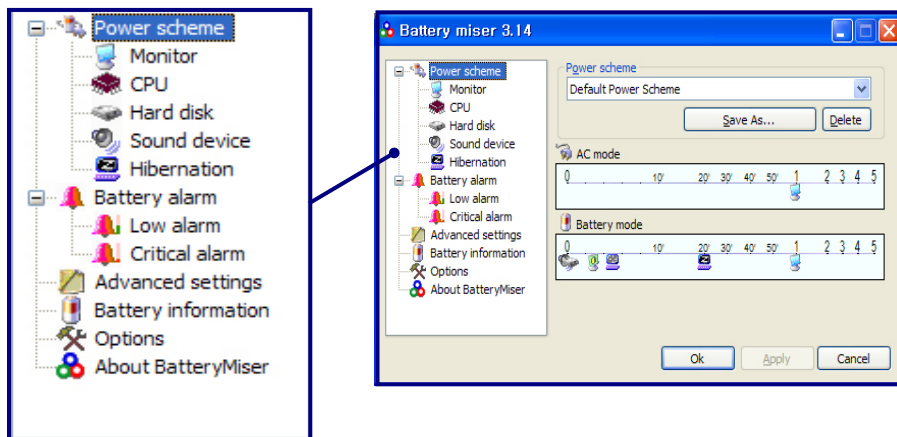 Power scheme
Monitor
CPU
Hard disk
Sound device
Hibernation
Battery alarm
Low alarm
Critical alarm
Advanced settings
Battery information
Options
About BatteryMiser
Battery miser 3.14
Power scheme
Monitor
CPU
Hard disk
Sound device
Hibernation
Battery alarm
Low alarm
Critical alarm
Advanced settings
Battery information
Options
About BatteryMiser
Power scheme
Default Power Scheme
Save As... Delete
AC mode
0 10' 20' 30' 40' 50' 1 2 3 4 5
Battery mode
0 10' 20' 30' 40' 50' 1 2 3 4 5
Ok Apply Cancel